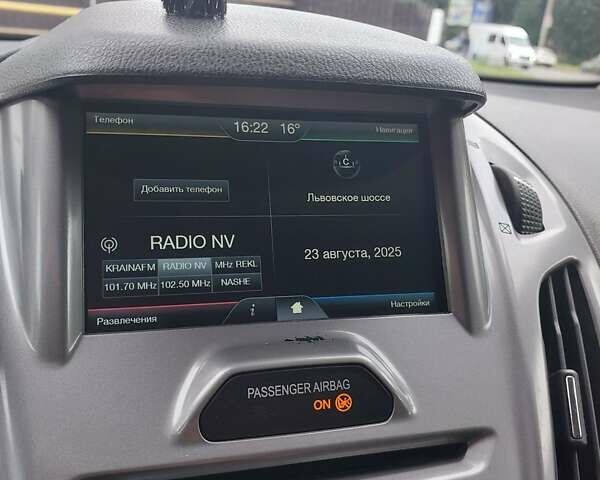 Телефон
16:22 16°
Навигация
Добавить телефон
Львовское шоссе
RADIO NV
23 августа, 2025
KRAINAFM RADIO NV MHz REKL
101.70 MHz 102.50 MHz NASHE
Развлечения
i
Настройки
PASSENGER AIRBAG
ON